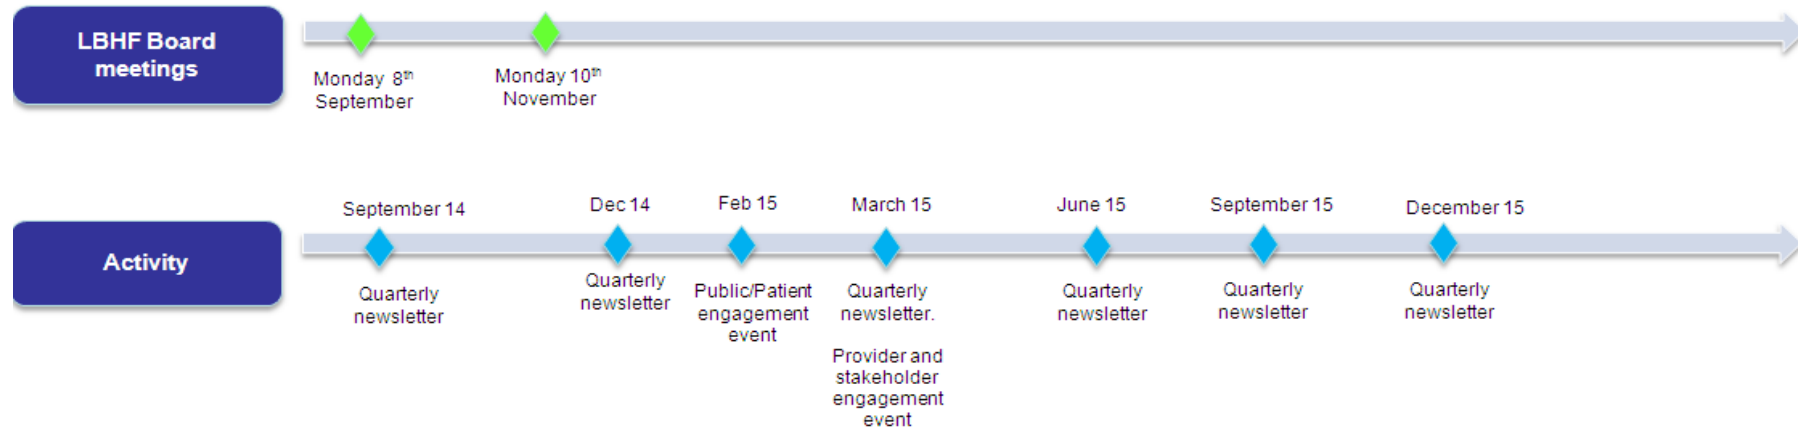 LBHF Board
meetings
Monday 8th
September
Monday 10th
November
Activity
September 14
Quarterly
newsletter
Dec 14
Quarterly
newsletter
Feb 15
Public/Patient
engagement
event
March 15
Quarterly
newsletter.
Provider and
stakeholder
engagement
event
June 15
Quarterly
newsletter
September 15
Quarterly
newsletter
December 15
Quarterly
newsletter